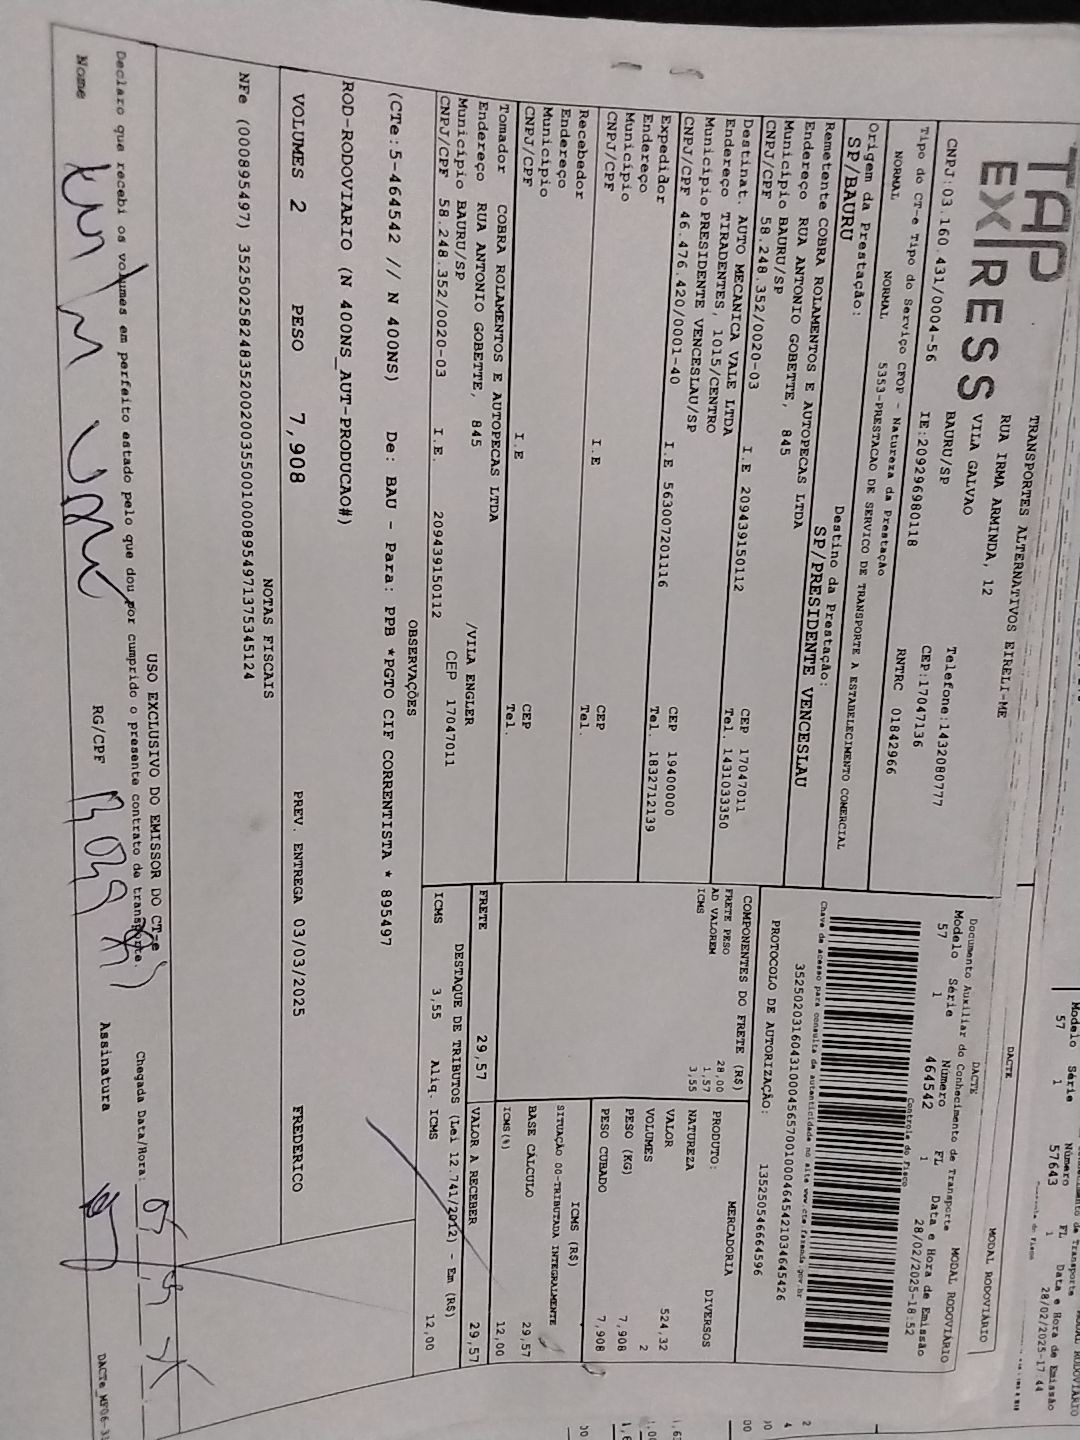 TAP
EXPRESS
TRANSPORTES ALTERNATIVOS EIRELI-ME
RUA IRMA ARMINDA, 12
VILA GALVAO
BAURU/SP
Telefone:1432080777
CNPJ:03.160.431/0004-56 IE:209296980118 CEP:17047136
Tipo do CT-e Tipo do Serviço CFOP - Natureza da Prestação RNTRC 01842966
NORMAL NORMAL 5353-PRESTACAO DE SERVICO DE TRANSPORTE A ESTABELECIMENTO COMERCIAL
Origem da Prestação: Destino da Prestação:
SP/BAURU SP/PRESIDENTE VENCESLAU
Remetente COBRA ROLAMENTOS E AUTOPECAS LTDA
Endereço RUA ANTONIO GOBETTE, 845
Município BAURU/SP CEP 17047011
CNPJ/CPF 58.248.352/0020-03 I.E 209439150112 Tel. 1431033350
Destinat. AUTO MECANICA VALE LTDA
Endereço TIRADENTES, 1015/CENTRO
Município PRESIDENTE VENCESLAU/SP CEP 19400000
CNPJ/CPF 46.476.420/0001-40 I.E 563007201116 Tel. 1832712139
Expedidor
Endereço
Município CEP
CNPJ/CPF I.E Tel.
Recebedor
Endereço
Município CEP
CNPJ/CPF I.E Tel.
Tomador COBRA ROLAMENTOS E AUTOPECAS LTDA
Endereço RUA ANTONIO GOBETTE, 845 /VILA ENGLER
Município BAURU/SP CEP 17047011
CNPJ/CPF 58.248.352/0020-03 I.E. 209439150112
Modelo Série Número FL Data e Hora de Emissão
57 1 57643 1 28/02/2025-17:44
DACTE MODAL RODOVIÁRIO
DACTE
Documento Auxiliar do Conhecimento de Transporte MODAL RODOVIÁRIO
Modelo Série Número FL Data e Hora de Emissão
57 1 464542 1 28/02/2025-18:52
Controle do Fisco
Chave de acesso para consulta de autenticidade no site www.cte.fazenda.gov.br
35250203160431000456570010004645421034645426
PROTOCOLO DE AUTORIZAÇÃO: 135250546664596
COMPONENTES DO FRETE (R$)
FRETE PESO 28,00
AD VALOREM 1,57
ICMS 3,55
PRODUTO: MERCADORIA
NATUREZA DIVERSOS
VALOR 524,32
VOLUMES 2
PESO (KG) 7,908
PESO CUBADO 7,908
ICMS (R$)
SITUAÇÃO 00-TRIBUTADA INTEGRALMENTE
BASE CÁLCULO 29,57
ICMS(%) 12,00
FRETE 29,57 VALOR A RECEBER 29,57
DESTAQUE DE TRIBUTOS (Lei 12.741/2012) - Em (R$)
ICMS 3,55 Aliq. ICMS 12,00
OBSERVAÇÕES
(CTe:5-464542 // N 400NS) De: BAU - Para: PPB *PGTO CIF CORRENTISTA * 895497
ROD-RODOVIARIO (N 400NS_AUT-PRODUCAO#)
VOLUMES 2 PESO 7,908 PREV. ENTREGA 03/03/2025 FREDERICO
NOTAS FISCAIS
NFe (000895497) 35250258248352002003550010008954971375345124
USO EXCLUSIVO DO EMISSOR DO CT-e
Declaro que recebi os volumes em perfeito estado pelo que dou por cumprido o presente contrato de transporte. Chegada Data/Hora:
Nome RG/CPF Assinatura